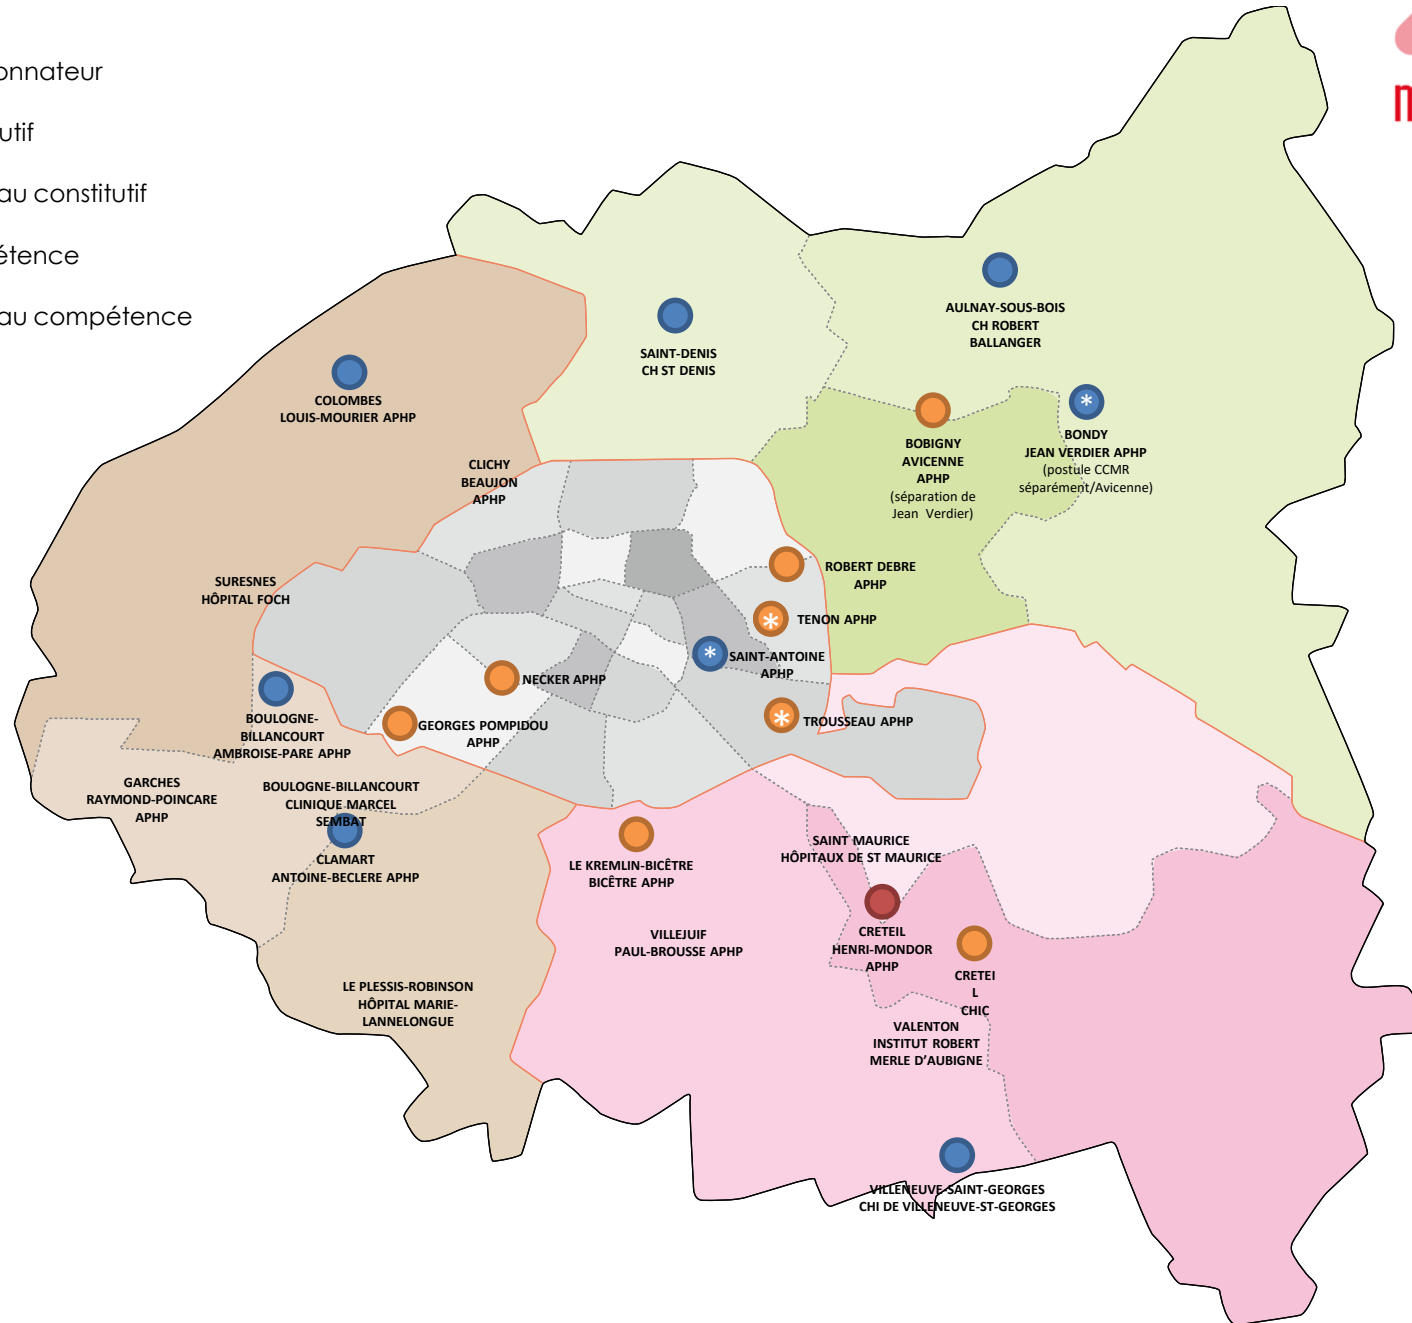 onnateur
utif
au constitutif
étence
au compétence
AULNAY-SOUS-BOIS
CH ROBERT
BALLANGER
SAINT-DENIS
CH ST DENIS
COLOMBES
LOUIS-MOURIER APHP
BOBIGNY
AVICENNE
APHP
(séparation de
Jean Verdier)
*
BONDY
JEAN VERDIER APHP
(postule CCMR
séparément/Avicenne)
CLICHY
BEAUJON
APHP
SURESNES
HÔPITAL FOCH
ROBERT DEBRE
APHP
*
TENON APHP
*
SAINT-ANTOINE
APHP
NECKER APHP
GEORGES POMPIDOU
APHP
*
TROUSSEAU APHP
BOULOGNE-
BILLANCOURT
AMBROISE-PARE APHP
GARCHES
RAYMOND-POINCARE
APHP
BOULOGNE-BILLANCOURT
CLINIQUE MARCEL
SEMBAT
CLAMART
ANTOINE-BECLERE APHP
LE KREMLIN-BICÊTRE
BICÊTRE APHP
SAINT MAURICE
HÔPITAUX DE ST MAURICE
VILLEJUIF
PAUL-BROUSSE APHP
CRETEIL
HENRI-MONDOR
APHP
CRETEI
L
CHIC
LE PLESSIS-ROBINSON
HÔPITAL MARIE-
LANNELONGUE
VALENTON
INSTITUT ROBERT
MERLE D'AUBIGNE
VILLENEUVE-SAINT-GEORGES
CHI DE VILLENEUVE-ST-GEORGES